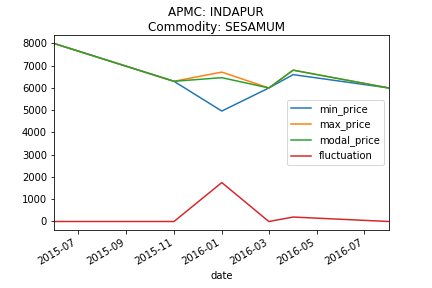 APMC: INDAPUR
Commodity: SESAMUM
8000
7000
6000
5000
4000
3000
2000
1000
0
min_price
max_price
modal_price
fluctuation
2015-07
2015-09
2015-11
2016-01
2016-03
2016-05
2016-07
date